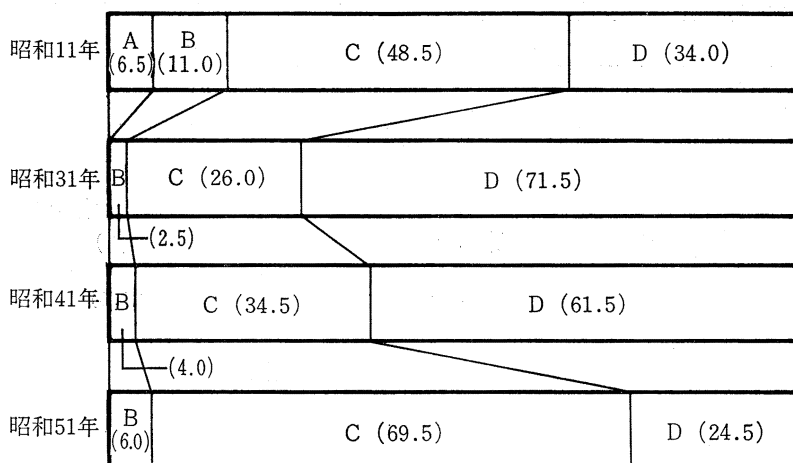 昭和11年 A (6.5) B (11.0) C (48.5) D (34.0)
昭和31年 B (2.5) C (26.0) D (71.5)
昭和41年 B (4.0) C (34.5) D (61.5)
昭和51年 B (6.0) C (69.5) D (24.5)